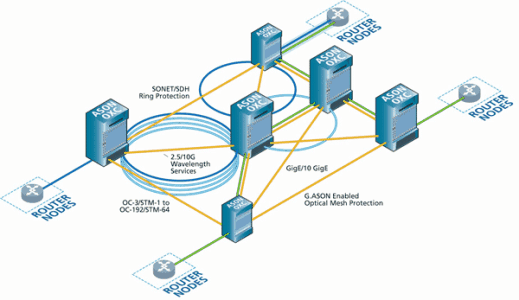 ROUTER
NODES
ASON
OXC
SONET/SDH
Ring Protection
ASON
OXC
ASON
OXC
ASON
OXC
ASON
OXC
ROUTER
NODES
2.5/10G
Wavelength
Services
GigE/10 GigE
OC-3/STM-1 to
OC-192/STM-64
G.ASON Enabled
Optical Mesh Protection
ROUTER
NODES
ASON
OXC
ROUTER
NODES